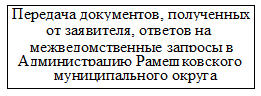 Передача документов, полученных
от заявителя, ответов на
межведомственные запросы в
Администрацию Рамешковского
муниципального округа